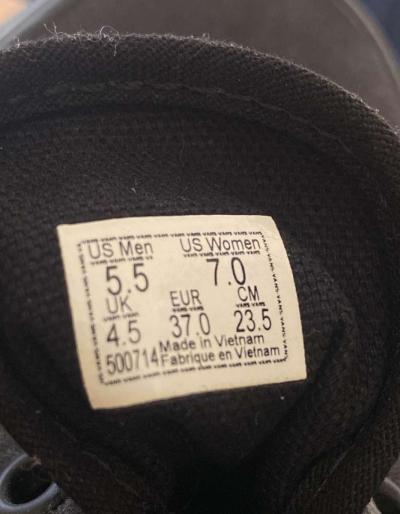 US Men US Women
5.5 7.0
UK EUR CM
4.5 37.0 23.5
500714 Made in Vietnam
Fabrique en Vietnam